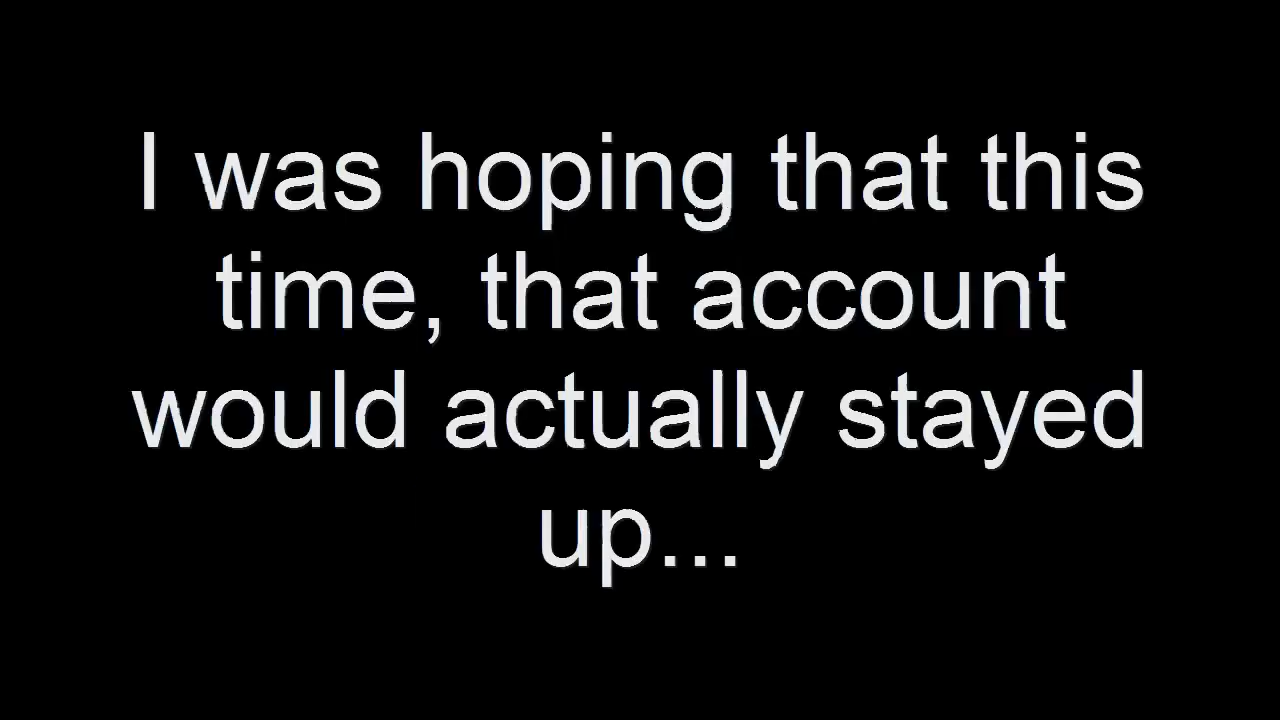 I was hoping that this
time, that account
would actually stayed
up...